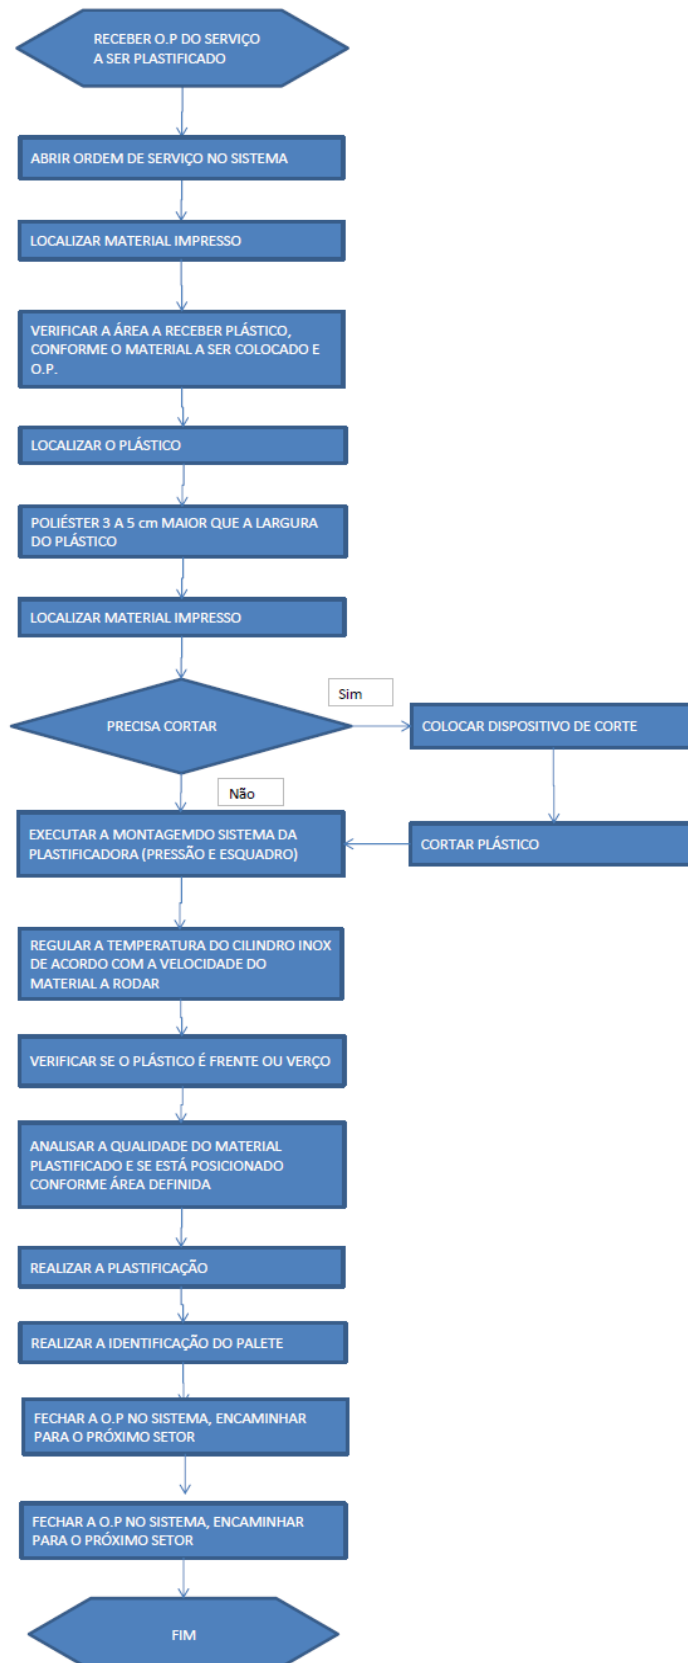 RECEBER O.P DO SERVIÇO
A SER PLASTIFICADO
ABRIR ORDEM DE SERVIÇO NO SISTEMA
LOCALIZAR MATERIAL IMPRESSO
VERIFICAR A ÁREA A RECEBER PLÁSTICO,
CONFORME O MATERIAL A SER COLOCADO E
O.P.
LOCALIZAR O PLÁSTICO
POLIÉSTER 3 A 5 cm MAIOR QUE A LARGURA
DO PLÁSTICO
LOCALIZAR MATERIAL IMPRESSO
PRECISA CORTAR
Sim
COLOCAR DISPOSITIVO DE CORTE
Não
CORTAR PLÁSTICO
EXECUTAR A MONTAGEMDO SISTEMA DA
PLASTIFICADORA (PRESSÃO E ESQUADRO)
REGULAR A TEMPERATURA DO CILINDRO INOX
DE ACORDO COM A VELOCIDADE DO
MATERIAL A RODAR
VERIFICAR SE O PLÁSTICO É FRENTE OU VERÇO
ANALISAR A QUALIDADE DO MATERIAL
PLASTIFICADO E SE ESTÁ POSICIONADO
CONFORME ÁREA DEFINIDA
REALIZAR A PLASTIFICAÇÃO
REALIZAR A IDENTIFICAÇÃO DO PALETE
FECHAR A O.P NO SISTEMA, ENCAMINHAR
PARA O PRÓXIMO SETOR
FECHAR A O.P NO SISTEMA, ENCAMINHAR
PARA O PRÓXIMO SETOR
FIM